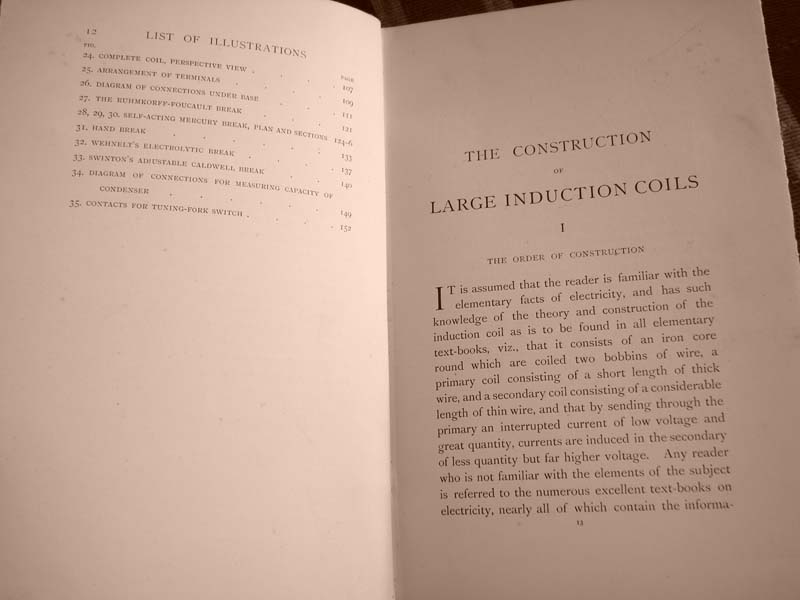 12 LIST OF ILLUSTRATIONS
FIG. PAGE
24. COMPLETE COIL, PERSPECTIVE VIEW . . . . 107
25. ARRANGEMENT OF TERMINALS . . . . 109
26. DIAGRAM OF CONNECTIONS UNDER BASE . . . 111
27. THE RUHMKORFF-FOUCAULT BREAK . . . 121
28, 29, 30. SELF-ACTING MERCURY BREAK, PLAN AND SECTIONS 124-6
31. HAND BREAK . . . . . 133
32. WEHNELT'S ELECTROLYTIC BREAK . . . 137
33. SWINTON'S ADJUSTABLE CALDWELL BREAK . . 140
34. DIAGRAM OF CONNECTIONS FOR MEASURING CAPACITY OF
CONDENSER . . . . . 149
35. CONTACTS FOR TUNING-FORK SWITCH . . . . 152
THE CONSTRUCTION
OF
LARGE INDUCTION COILS
I
THE ORDER OF CONSTRUCTION
IT is assumed that the reader is familiar with the
elementary facts of electricity, and has such
knowledge of the theory and construction of the
induction coil as is to be found in all elementary
text-books, viz., that it consists of an iron core
round which are coiled two bobbins of wire, a
primary coil consisting of a short length of thick
wire, and a secondary coil consisting of a considerable
length of thin wire, and that by sending through the
primary an interrupted current of low voltage and
great quantity, currents are induced in the secondary
of less quantity but far higher voltage. Any reader
who is not familiar with the elements of the subject
is referred to the numerous excellent text-books on
electricity, nearly all of which contain the informa-
13